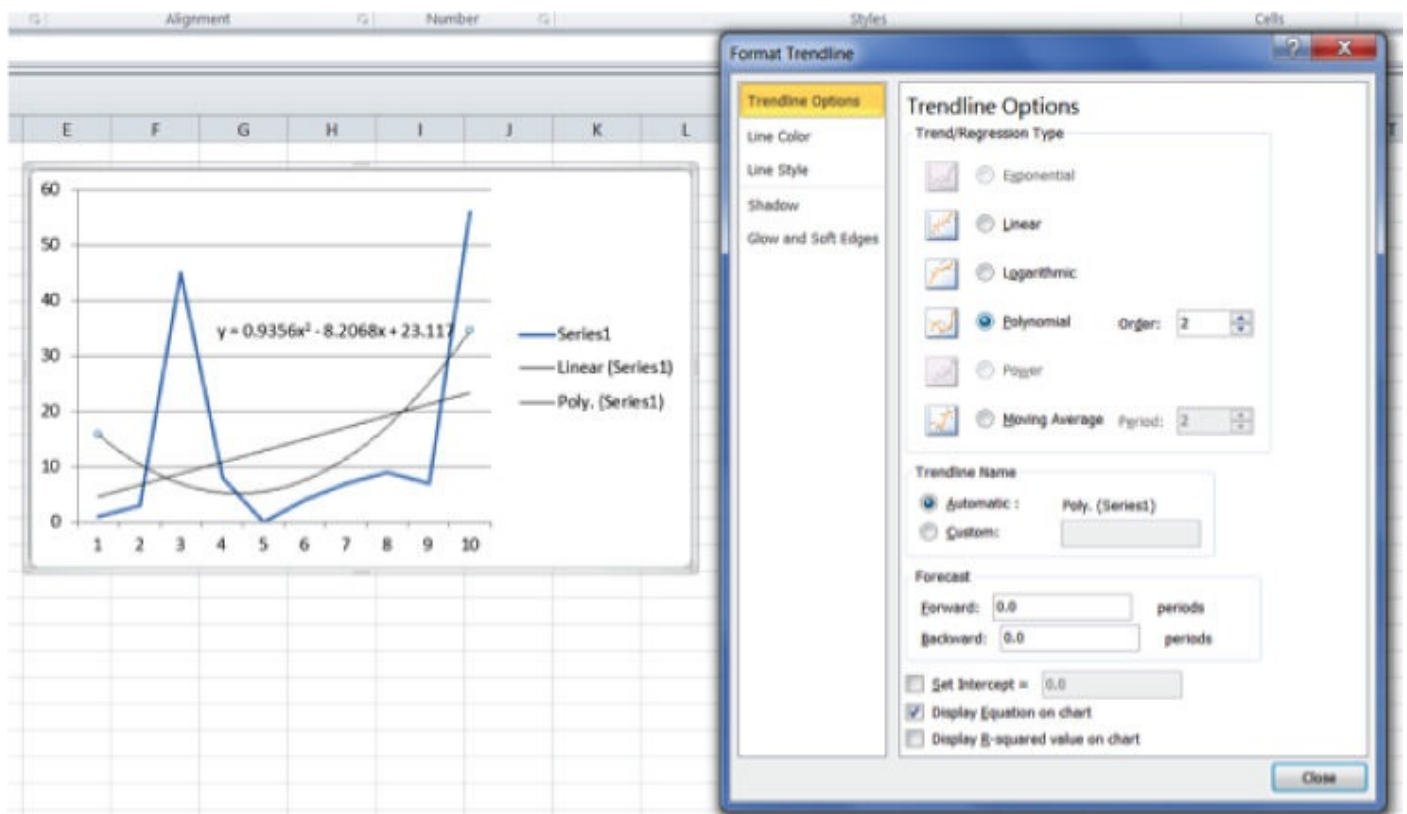 Alignment
Number
Styles
Cells
E F G H I J K L
T
60
50
40
30
20
10
0
1 2 3 4 5 6 7 8 9 10
y = 0.9356x² - 8.2068x + 23.117
Series1
Linear (Series1)
Poly. (Series1)
Format Trendline
?
X
Trendline Options
Line Color
Line Style
Shadow
Glow and Soft Edges
Trendline Options
Trend/Regression Type
Exponential
Linear
Logarithmic
Polynomial Order: 2
Power
Moving Average Period: 2
Trendline Name
Automatic : Poly. (Series1)
Custom:
Forecast
Forward: 0.0 periods
Backward: 0.0 periods
Set Intercept = 0.0
Display Equation on chart
Display R-squared value on chart
Close